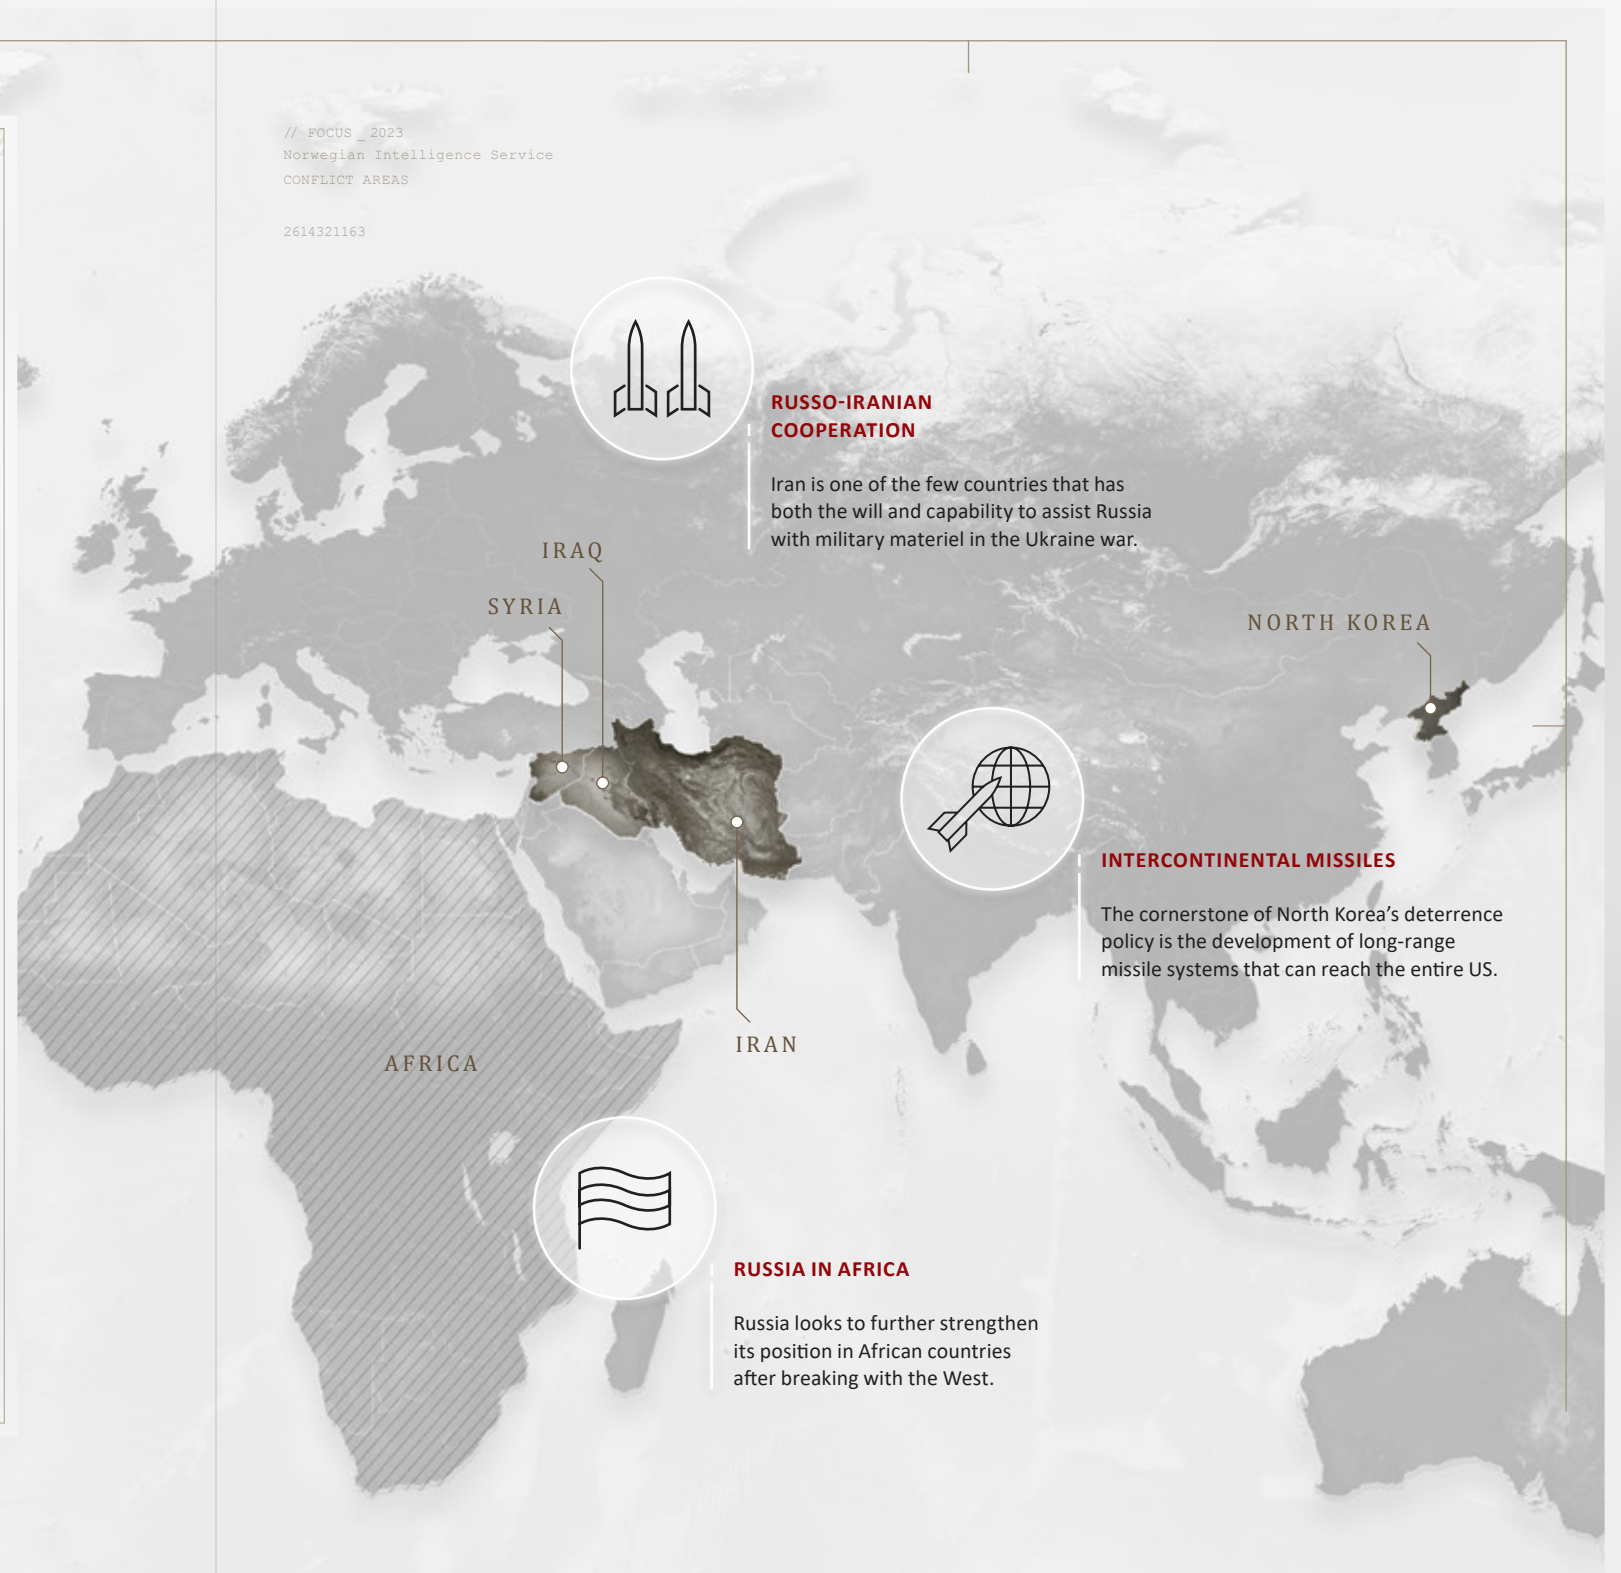 // FOCUS _ 2023
Norwegian Intelligence Service
CONFLICT AREAS
2614321163
RUSSO-IRANIAN
COOPERATION
Iran is one of the few countries that has
both the will and capability to assist Russia
with military materiel in the Ukraine war.
IRAQ
SYRIA
NORTH KOREA
INTERCONTINENTAL MISSILES
The cornerstone of North Korea’s deterrence
policy is the development of long-range
missile systems that can reach the entire US.
IRAN
AFRICA
RUSSIA IN AFRICA
Russia looks to further strengthen
its position in African countries
after breaking with the West.